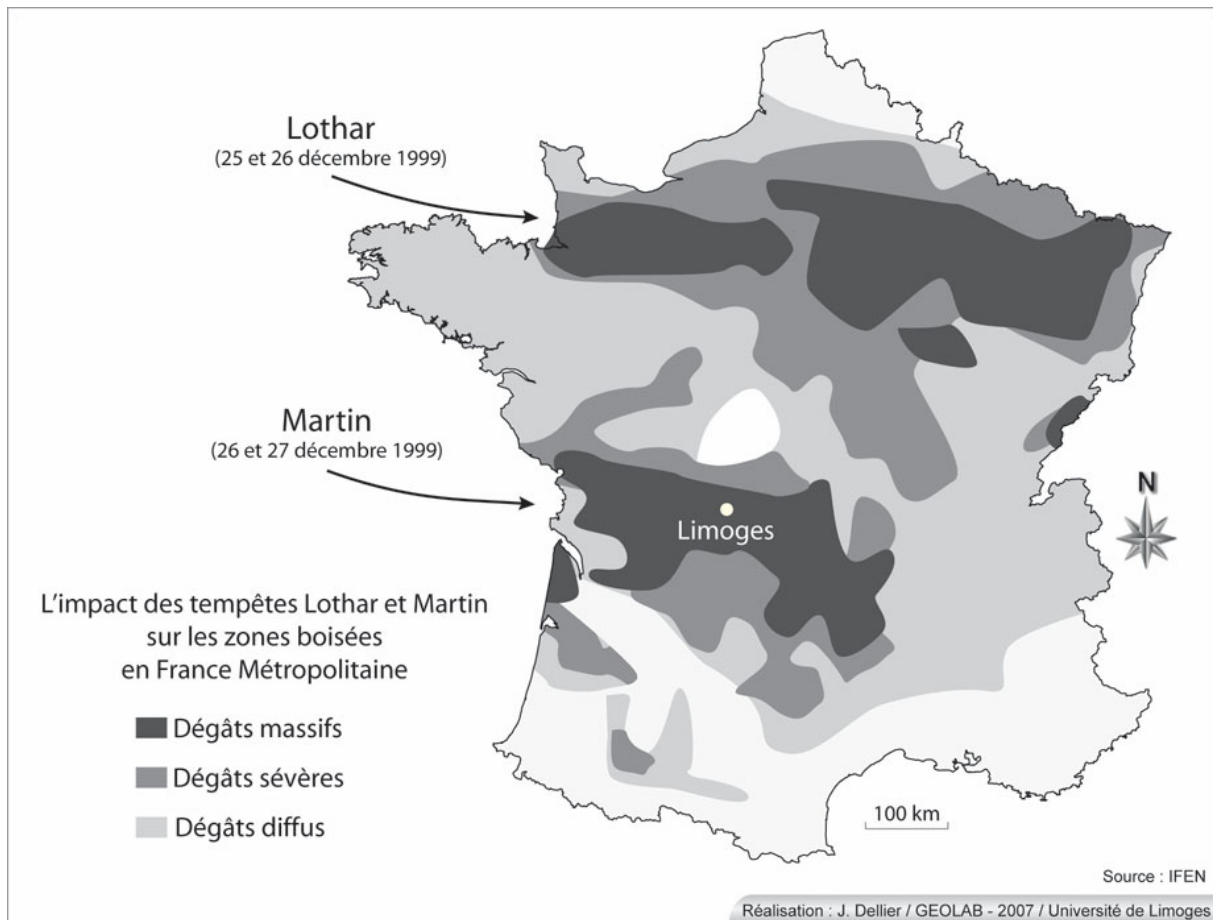 Lothar
(25 et 26 décembre 1999)
Martin
(26 et 27 décembre 1999)
Limoges
N
L'impact des tempêtes Lothar et Martin
sur les zones boisées
en France Métropolitaine
Dégâts massifs
Dégâts sévères
Dégâts diffus
100 km
Source : IFEN
Réalisation : J. Dellier / GEOLAB - 2007 / Université de Limoges